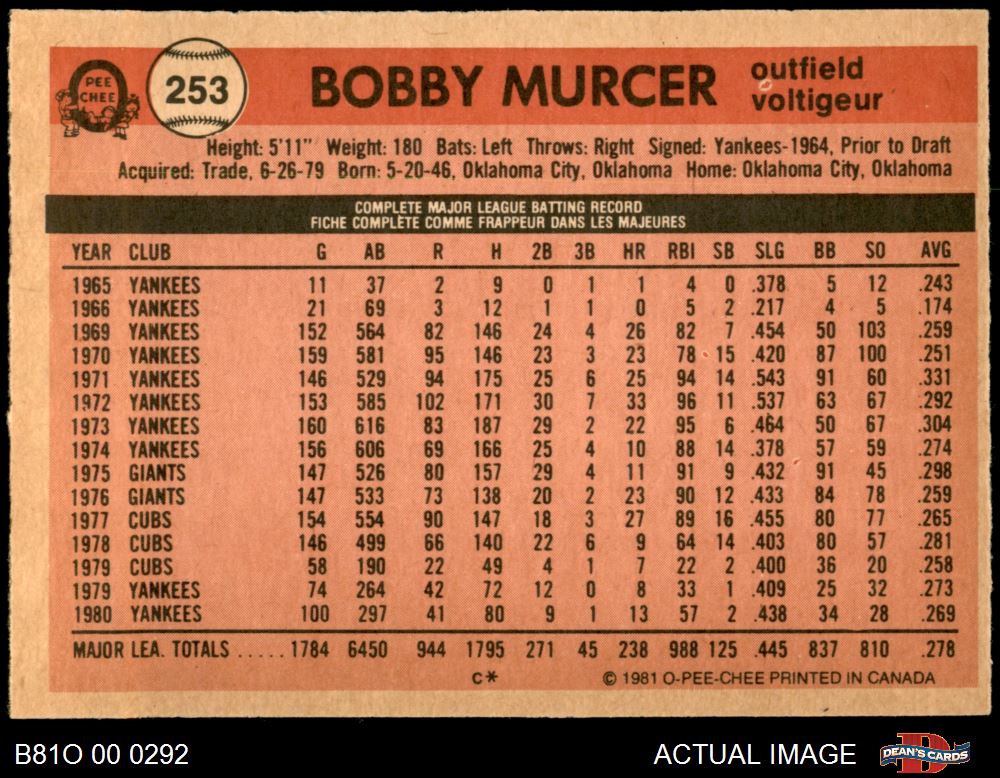 PEE
CHEE
253
BOBBY MURCER
outfield
voltigeur
Height: 5'11" Weight: 180 Bats: Left Throws: Right Signed: Yankees-1964, Prior to Draft
Acquired: Trade, 6-26-79 Born: 5-20-46, Oklahoma City, Oklahoma Home: Oklahoma City, Oklahoma
COMPLETE MAJOR LEAGUE BATTING RECORD
FICHE COMPLÈTE COMME FRAPPEUR DANS LES MAJEURES
YEAR CLUB G AB R H 2B 3B HR RBI SB SLG BB SO AVG
1965 YANKEES 11 37 2 9 0 1 1 4 0 .378 5 12 .243
1966 YANKEES 21 69 3 12 1 1 0 5 2 .217 4 5 .174
1969 YANKEES 152 564 82 146 24 4 26 82 7 .454 50 103 .259
1970 YANKEES 159 581 95 146 23 3 23 78 15 .420 87 100 .251
1971 YANKEES 146 529 94 175 25 6 25 94 14 .543 91 60 .331
1972 YANKEES 153 585 102 171 30 7 33 96 11 .537 63 67 .292
1973 YANKEES 160 616 83 187 29 2 22 95 6 .464 50 67 .304
1974 YANKEES 156 606 69 166 25 4 10 88 14 .378 57 59 .274
1975 GIANTS 147 526 80 157 29 4 11 91 9 .432 91 45 .298
1976 GIANTS 147 533 73 138 20 2 23 90 12 .433 84 78 .259
1977 CUBS 154 554 90 147 18 3 27 89 16 .455 80 77 .265
1978 CUBS 146 499 66 140 22 6 9 64 14 .403 80 57 .281
1979 CUBS 58 190 22 49 4 1 7 22 2 .400 36 20 .258
1979 YANKEES 74 264 42 72 12 0 8 33 1 .409 25 32 .273
1980 YANKEES 100 297 41 80 9 1 13 57 2 .438 34 28 .269
MAJOR LEA. TOTALS ..... 1784 6450 944 1795 271 45 238 988 125 .445 837 810 .278
C* © 1981 O-PEE-CHEE PRINTED IN CANADA
B81O 00 0292 ACTUAL IMAGE DEAN'S CARDS